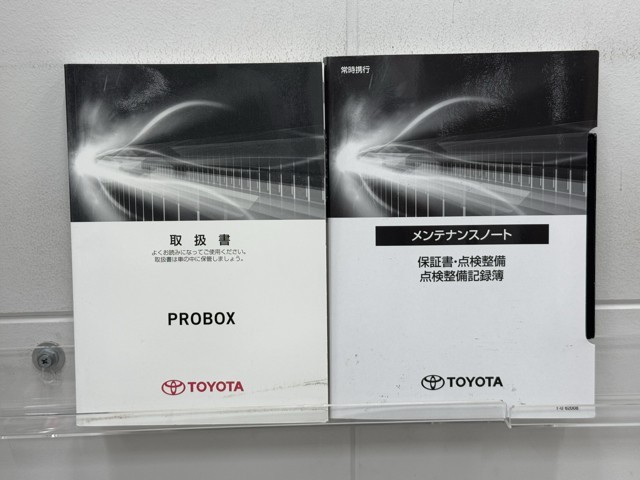 取扱書
よくお読みになってご使用ください。
取扱書は車の中に保管しましょう。
PROBOX
TOYOTA
常時携行
メンテナンスノート
保証書・点検整備
点検整備記録簿
TOYOTA